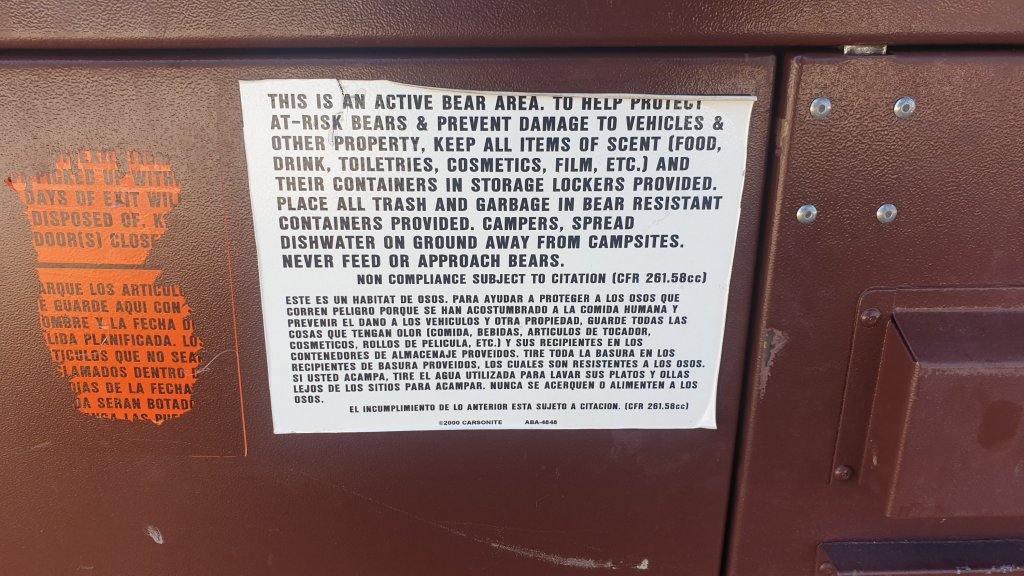 THIS IS AN ACTIVE BEAR AREA. TO HELP PROTECT
AT-RISK BEARS & PREVENT DAMAGE TO VEHICLES &
OTHER PROPERTY, KEEP ALL ITEMS OF SCENT (FOOD,
DRINK, TOILETRIES, COSMETICS, FILM, ETC.) AND
THEIR CONTAINERS IN STORAGE LOCKERS PROVIDED.
PLACE ALL TRASH AND GARBAGE IN BEAR RESISTANT
CONTAINERS PROVIDED. CAMPERS, SPREAD
DISHWATER ON GROUND AWAY FROM CAMPSITES.
NEVER FEED OR APPROACH BEARS.
NON COMPLIANCE SUBJECT TO CITATION (CFR 261.58cc)
ESTE ES UN HABITAT DE OSOS. PARA AYUDAR A PROTEGER A LOS OSOS QUE
CORREN PELIGRO PORQUE SE HAN ACOSTUMBRADO A LA COMIDA HUMANA Y
PREVENIR EL DANO A LOS VEHICULOS Y OTRA PROPIEDAD, GUARDE TODAS LAS
COSAS QUE TENGAN OLOR (COMIDA, BEBIDAS, ARTICULOS DE TOCADOR,
COSMETICOS, ROLLOS DE PELICULA, ETC.) Y SUS RECIPIENTES EN LOS
CONTENEDORES DE ALMACENAJE PROVEIDOS. TIRE TODA LA BASURA EN LOS
RECIPIENTES DE BASURA PROVEIDOS, LOS CUALES SON RESISTENTES A LOS OSOS.
SI USTED ACAMPA, TIRE EL AGUA UTILIZADA PARA LAVAR SUS PLATOS Y OLLAS
LEJOS DE LOS SITIOS PARA ACAMPAR. NUNCA SE ACERQUEN O ALIMENTEN A LOS
OSOS.
EL INCUMPLIMIENTO DE LO ANTERIOR ESTA SUJETO A CITACION. (CFR 261.58cc)
©2000 CARSONITE ABA-4848
PICKED UP WITH
DAYS OF EXIT WIL
DISPOSED OF. K
DOOR(S) CLOSE
ARQUE LOS ARTICUL
E GUARDE AQUI CON
OMBRE Y LA FECHA D
LIDA PLANIFICADA. LO
TICULOS QUE NO SEA
CLAMADOS DENTRO D
DIAS DE LA FECHA
DA SERAN BOTADO